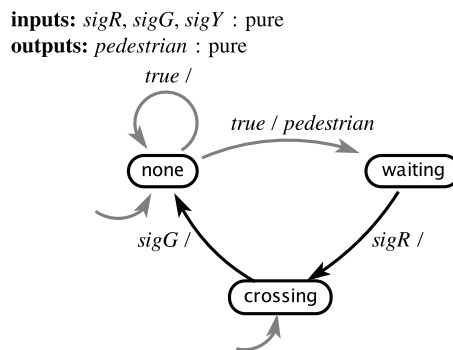 inputs: sigR, sigG, sigY : pure
outputs: pedestrian : pure
true /
true / pedestrian
none
waiting
sigG /
sigR /
crossing